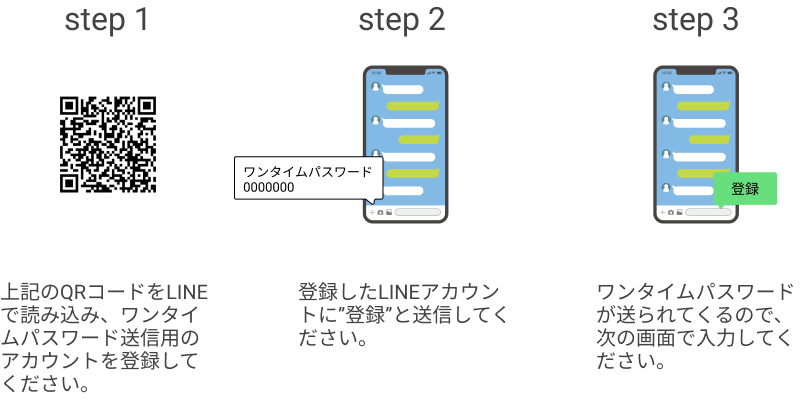 step 1
step 2
step 3
ワンタイムパスワード
0000000
登録
上記のQRコードをLINE
で読み込み、ワンタイ
ムパスワード送信用の
アカウントを登録して
ください。
登録したLINEアカウン
トに”登録”と送信してく
ださい。
ワンタイムパスワード
が送られてくるので、
次の画面で入力してく
ださい。